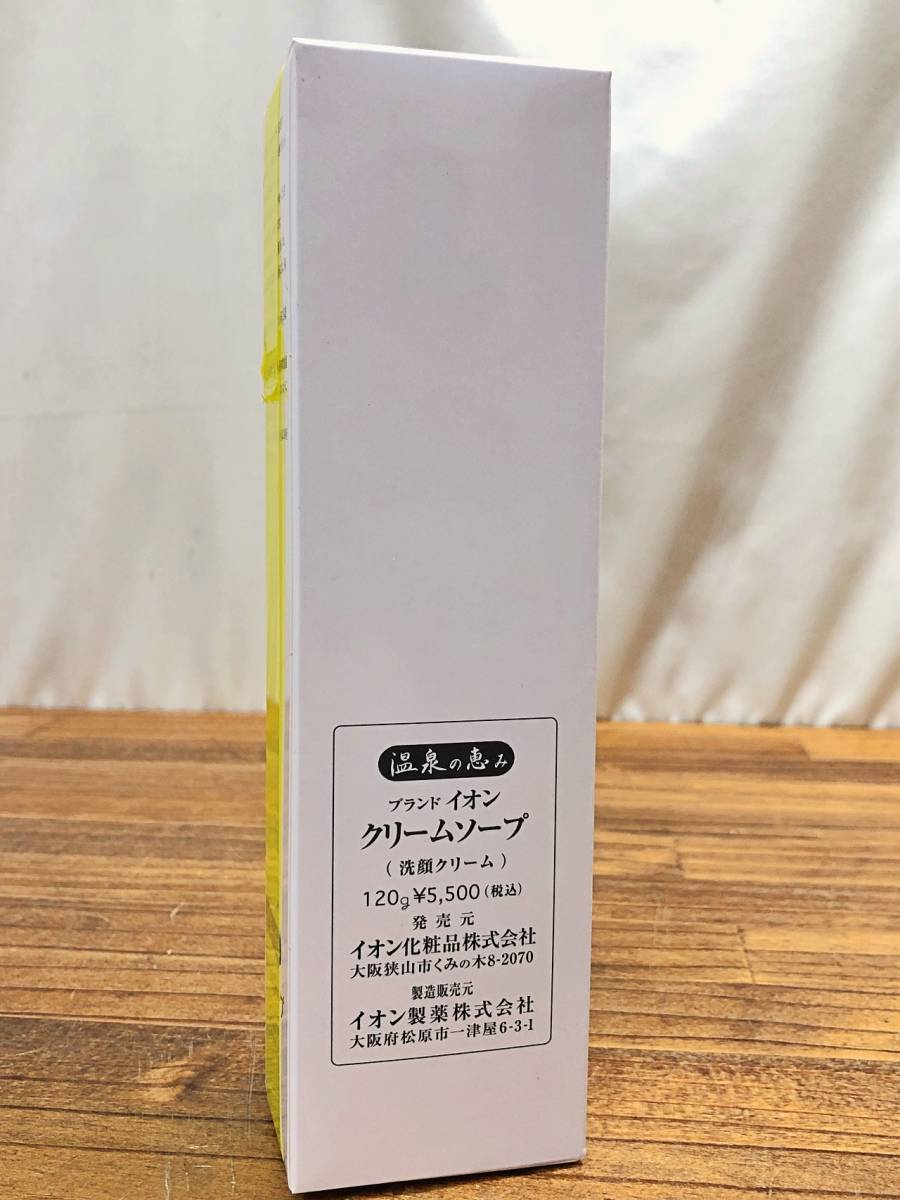 温泉の恵み
ブランド イオン
クリームソープ
( 洗顔クリーム )
120g ¥5,500 (税込)
発売元
イオン化粧品株式会社
大阪狭山市くみの木8-2070
製造販売元
イオン製薬株式会社
大阪府松原市一津屋6-3-1